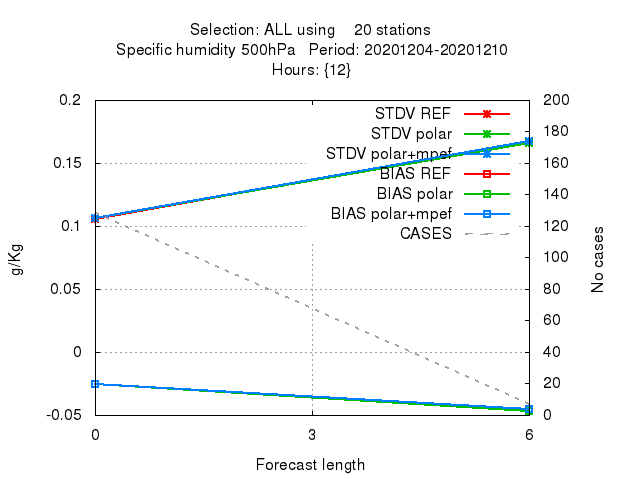 Selection: ALL using 20 stations
Specific humidity 500hPa Period: 20201204-20201210
Hours: {12}
0.2
0.15
0.1
0.05
0
-0.05
g/Kg
STDV REF
STDV polar
STDV polar+mpef
BIAS REF
BIAS polar
BIAS polar+mpef
CASES
200
180
160
140
120
100
80
60
40
20
0
No cases
0 3 6
Forecast length